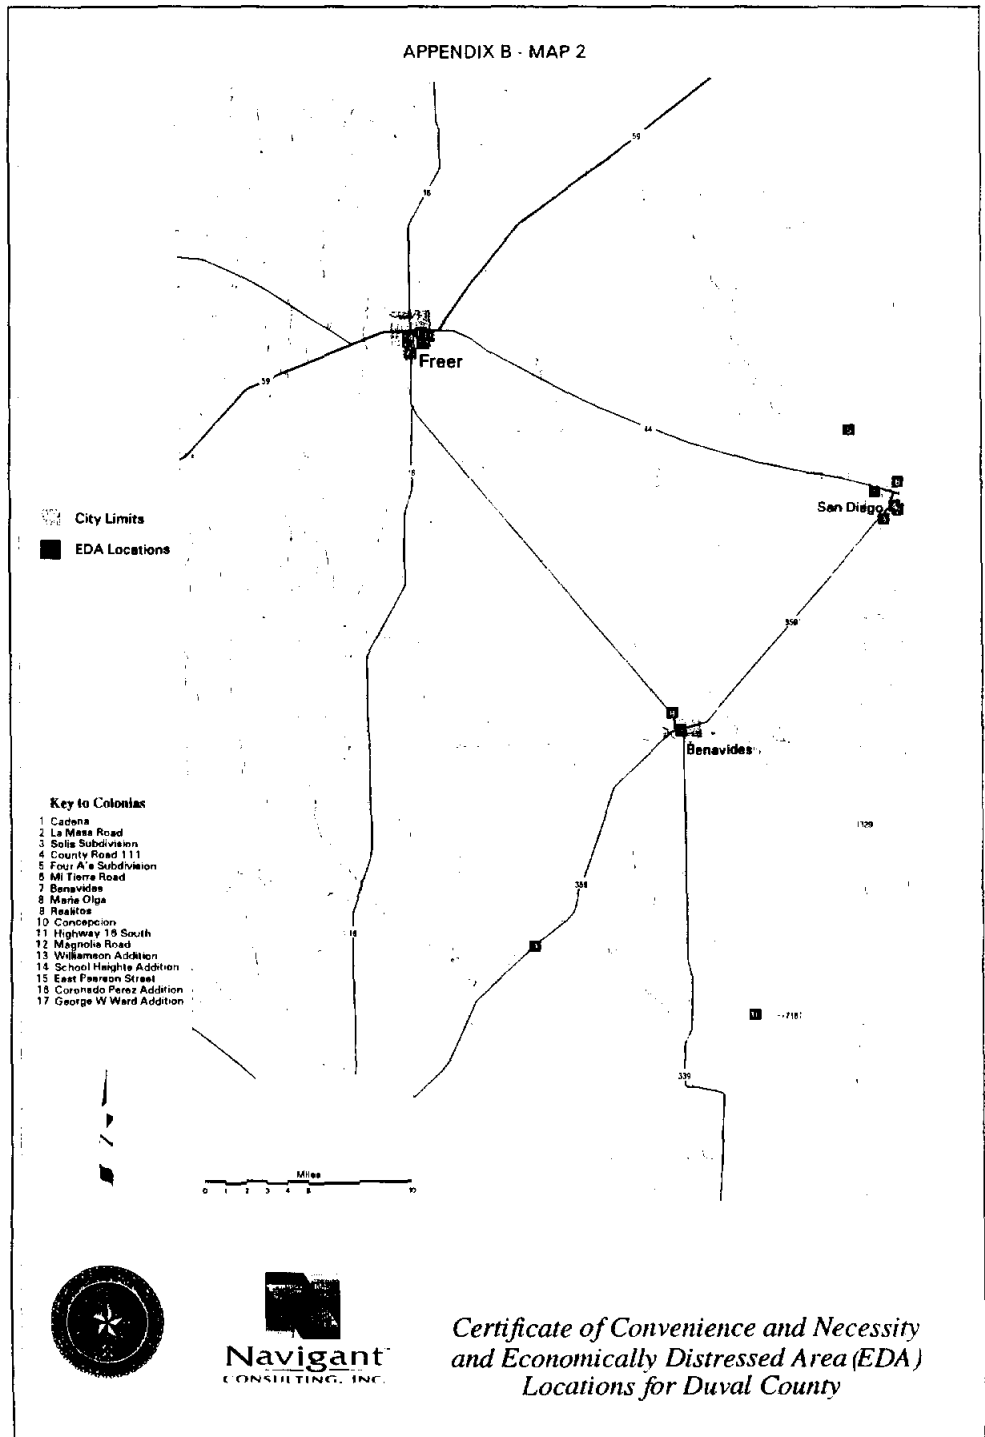 APPENDIX B - MAP 2
59
16
Freer
59
44
16
San Diego
City Limits
EDA Locations
359
Benavides
Key to Colonias
1 Cadena
2 La Mesa Road
3 Solis Subdivision
4 County Road 111
5 Four A's Subdivision
6 Mi Tierra Road
7 Benavides
8 Maria Olga
9 Realitos
10 Concepcion
11 Highway 16 South
12 Magnolia Road
13 Williamson Addition
14 School Heights Addition
15 East Pearson Street
16 Coronado Perez Addition
17 George W Ward Addition
1329
359
16
716
339
Miles
0 1 2 3 4 5 10
Navigant
CONSULTING, INC.
Certificate of Convenience and Necessity
and Economically Distressed Area (EDA)
Locations for Duval County